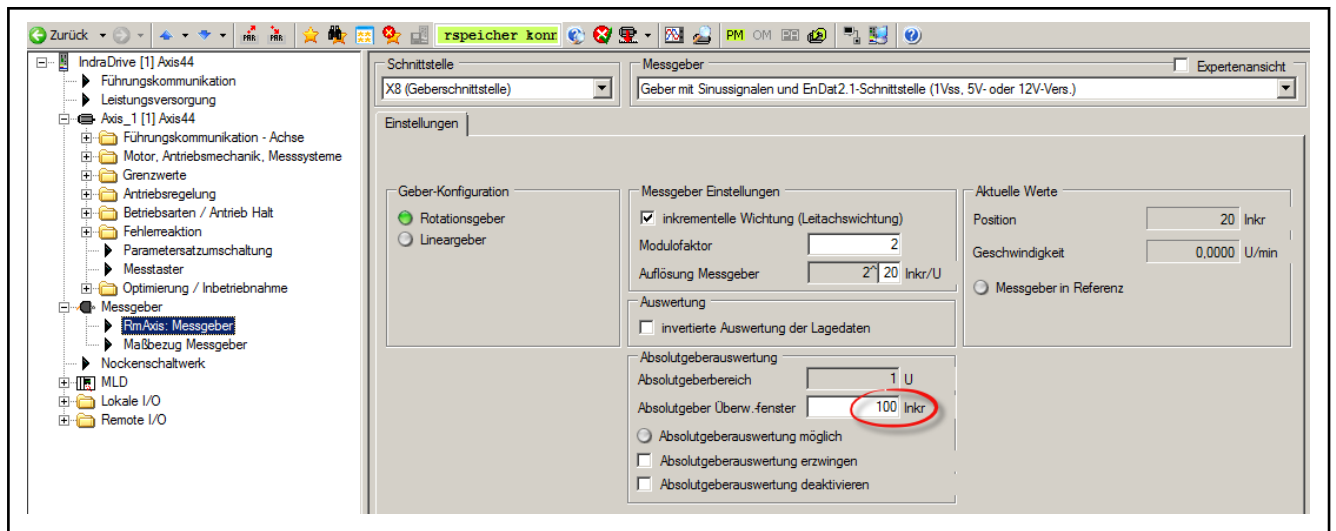 Zurück
PAR PAR rspeicher konr PM OM
IndraDrive [1] Axis44
Führungskommunikation
Leistungsversorgung
Axis_1 [1] Axis44
Führungskommunikation - Achse
Motor, Antriebsmechanik, Messsysteme
Grenzwerte
Antriebsregelung
Betriebsarten / Antrieb Halt
Fehlerreaktion
Parametersatzumschaltung
Messtaster
Optimierung / Inbetriebnahme
Messgeber
RmAxis: Messgeber
Maßbezug Messgeber
Nockenschaltwerk
MLD
Lokale I/O
Remote I/O
Schnittstelle
X8 (Geberschnittstelle)
Messgeber
Expertenansicht
Geber mit Sinussignalen und EnDat2.1-Schnittstelle (1Vss, 5V- oder 12V-Vers.)
Einstellungen
Geber-Konfiguration
Rotationsgeber
Lineargeber
Messgeber Einstellungen
inkrementelle Wichtung (Leitachswichtung)
Modulofaktor 2
Auflösung Messgeber 2^ 20 Inkr/U
Auswertung
invertierte Auswertung der Lagedaten
Absolutgeberauswertung
Absolutgeberbereich 1 U
Absolutgeber Überw.-fenster 100 Inkr
Absolutgeberauswertung möglich
Absolutgeberauswertung erzwingen
Absolutgeberauswertung deaktivieren
Aktuelle Werte
Position 20 Inkr
Geschwindigkeit 0,0000 U/min
Messgeber in Referenz